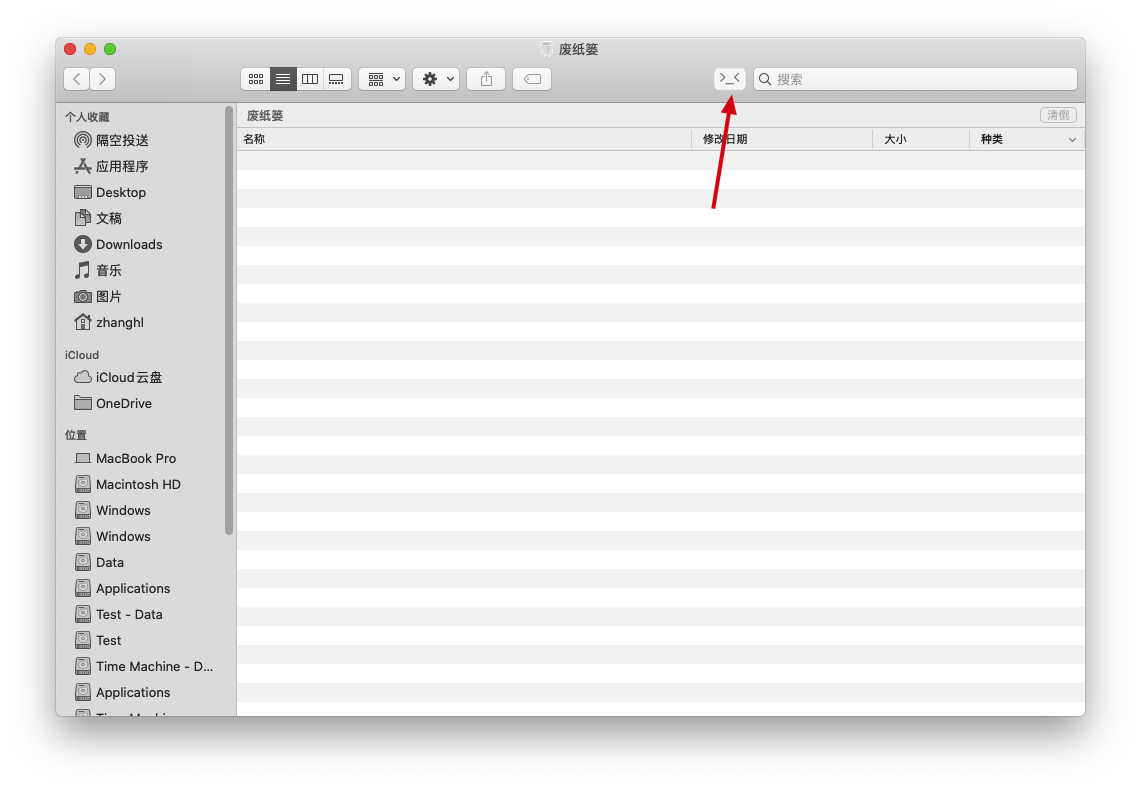 废纸篓
>_<
搜索
个人收藏
隔空投送
应用程序
Desktop
文稿
Downloads
音乐
图片
zhanghl
iCloud
iCloud云盘
OneDrive
位置
MacBook Pro
Macintosh HD
Windows
Windows
Data
Applications
Test - Data
Test
Time Machine - D...
Applications
废纸篓
清倒
名称
修改日期
大小
种类